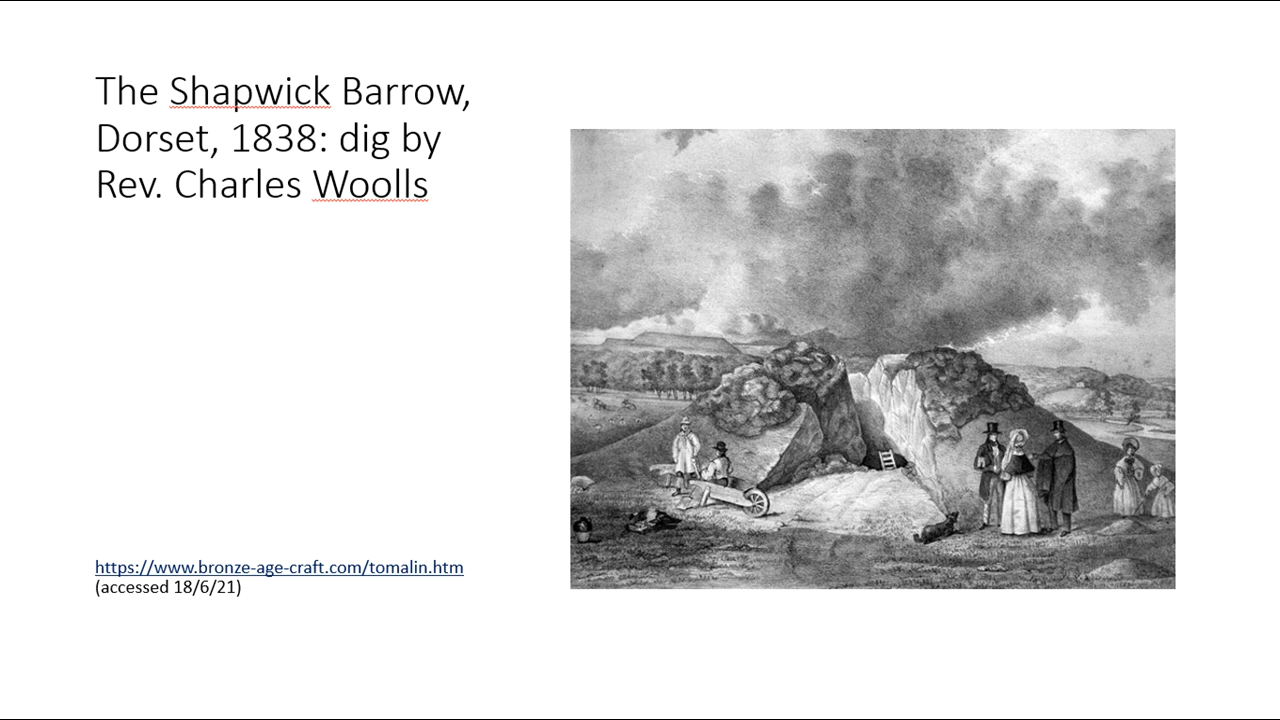 The Shapwick Barrow,
Dorset, 1838: dig by
Rev. Charles Woolls
https://www.bronze-age-craft.com/tomalin.htm
(accessed 18/6/21)